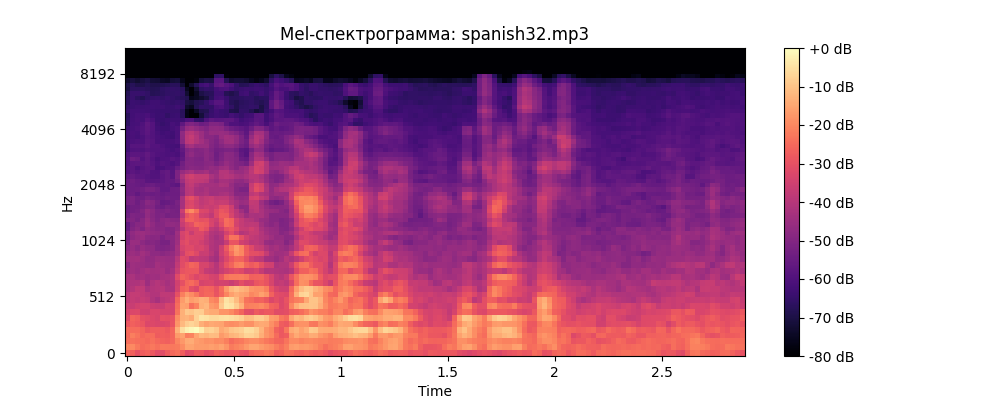 Mel-спектрограмма: spanish32.mp3
Hz
8192
4096
2048
1024
512
0
0 0.5 1 1.5 2 2.5
Time
+0 dB
-10 dB
-20 dB
-30 dB
-40 dB
-50 dB
-60 dB
-70 dB
-80 dB